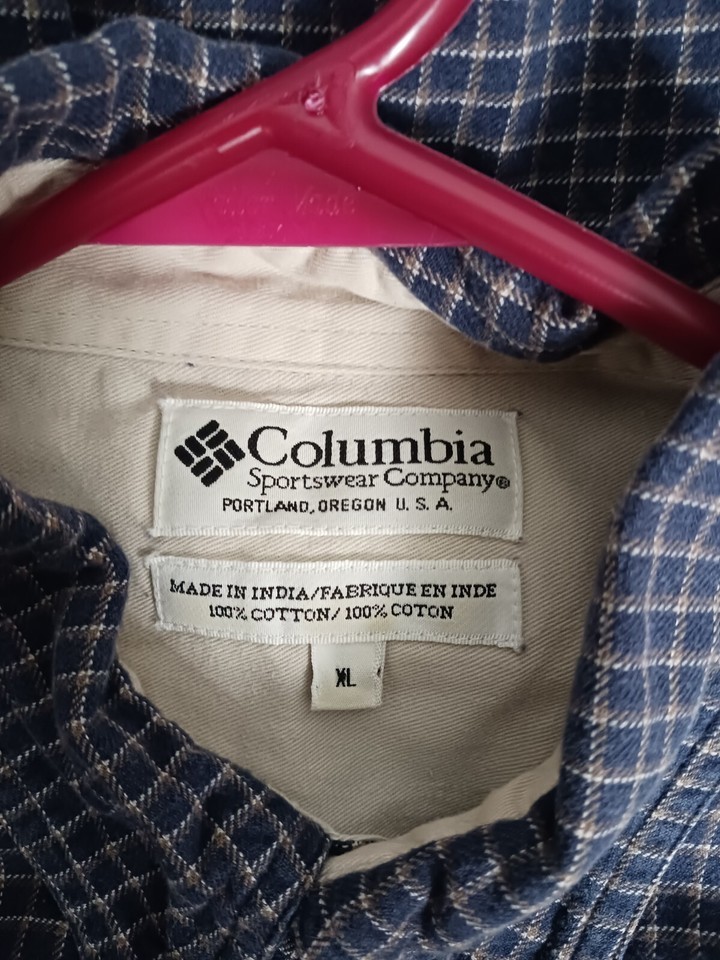 Columbia
Sportswear Company®
PORTLAND, OREGON U. S. A.
MADE IN INDIA/FABRIQUE EN INDE
100% COTTON/ 100% COTON
XL